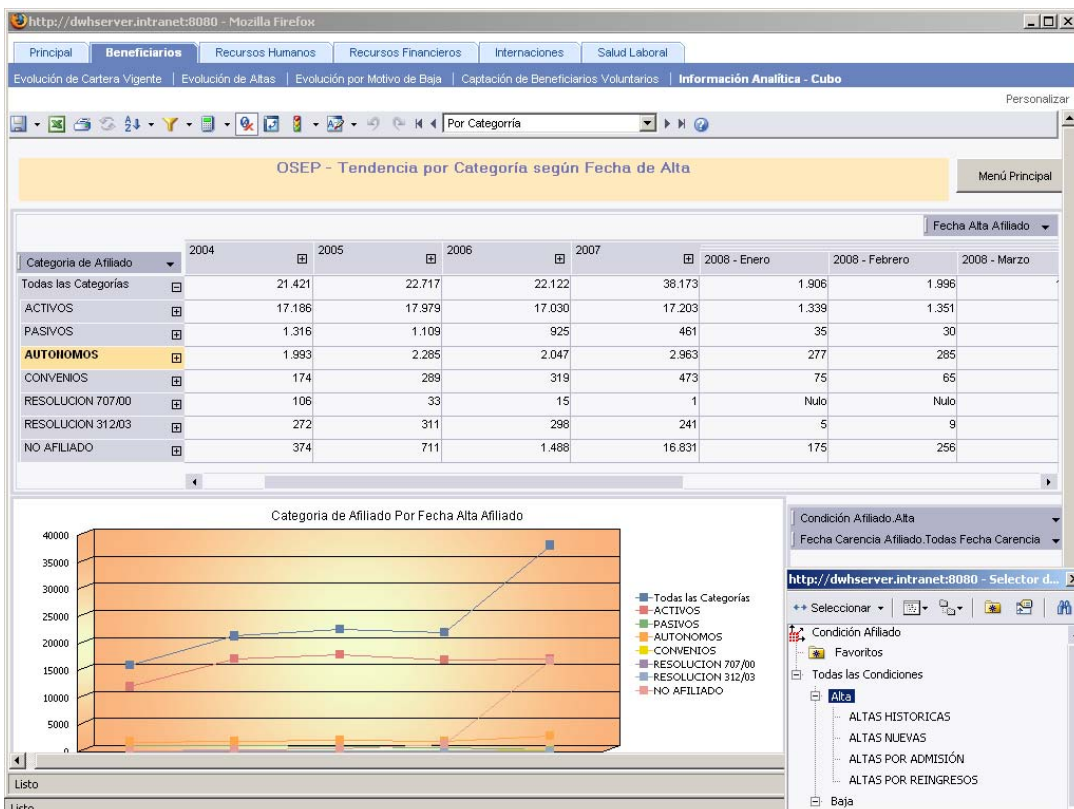 http://dwhserver.intranet:8080 - Mozilla Firefox
Principal Beneficiarios Recursos Humanos Recursos Financieros Internaciones Salud Laboral
Evolución de Cartera Vigente | Evolución de Altas | Evolución por Motivo de Baja | Captación de Beneficiarios Voluntarios | Información Analítica - Cubo
Personalizar
Por Categorría
OSEP - Tendencia por Categoría según Fecha de Alta
Menú Principal
Fecha Alta Afiliado
Categoria de Afiliado 2004 2005 2006 2007 2008 - Enero 2008 - Febrero 2008 - Marzo
Todas las Categorías 21.421 22.717 22.122 38.173 1.906 1.996
ACTIVOS 17.186 17.979 17.030 17.203 1.339 1.351
PASIVOS 1.316 1.109 925 461 35 30
AUTONOMOS 1.993 2.285 2.047 2.963 277 285
CONVENIOS 174 289 319 473 75 65
RESOLUCION 707/00 106 33 15 1 Nulo Nulo
RESOLUCION 312/03 272 311 298 241 5 9
NO AFILIADO 374 711 1.488 16.831 175 256
Categoria de Afiliado Por Fecha Alta Afiliado
40000
35000
30000
25000
20000
15000
10000
5000
0
Todas las Categorías
ACTIVOS
PASIVOS
AUTONOMOS
CONVENIOS
RESOLUCION 707/00
RESOLUCION 312/03
NO AFILIADO
Condición Afiliado.Alta
Fecha Carencia Afiliado.Todas Fecha Carencia
http://dwhserver.intranet:8080 - Selector d...
Seleccionar
Condición Afiliado
Favoritos
Todas las Condiciones
Alta
ALTAS HISTORICAS
ALTAS NUEVAS
ALTAS POR ADMISIÓN
ALTAS POR REINGRESOS
Baja
Listo
Listo